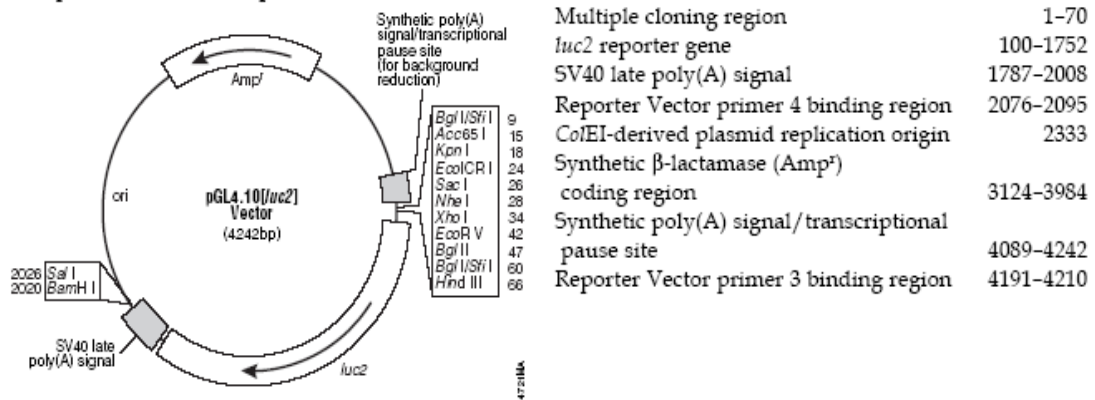 Synthetic poly(A)
signal/transcriptional
pause site
(for background
reduction)
Ampʳ
ori
pGL4.10[luc2]
Vector
(4242bp)
Bgl I/Sfi I 9
Acc65 I 15
Kpn I 18
EcoICR I 24
Sac I 26
Nhe I 28
Xho I 34
EcoR V 42
Bgl II 47
Bgl I/Sfi I 60
Hind III 66
2026 Sal I
2020 BamH I
SV40 late
poly(A) signal
luc2
4721MA
Multiple cloning region 1–70
luc2 reporter gene 100–1752
SV40 late poly(A) signal 1787–2008
Reporter Vector primer 4 binding region 2076–2095
ColEI-derived plasmid replication origin 2333
Synthetic β-lactamase (Ampʳ)
coding region 3124–3984
Synthetic poly(A) signal/transcriptional
pause site 4089–4242
Reporter Vector primer 3 binding region 4191–4210